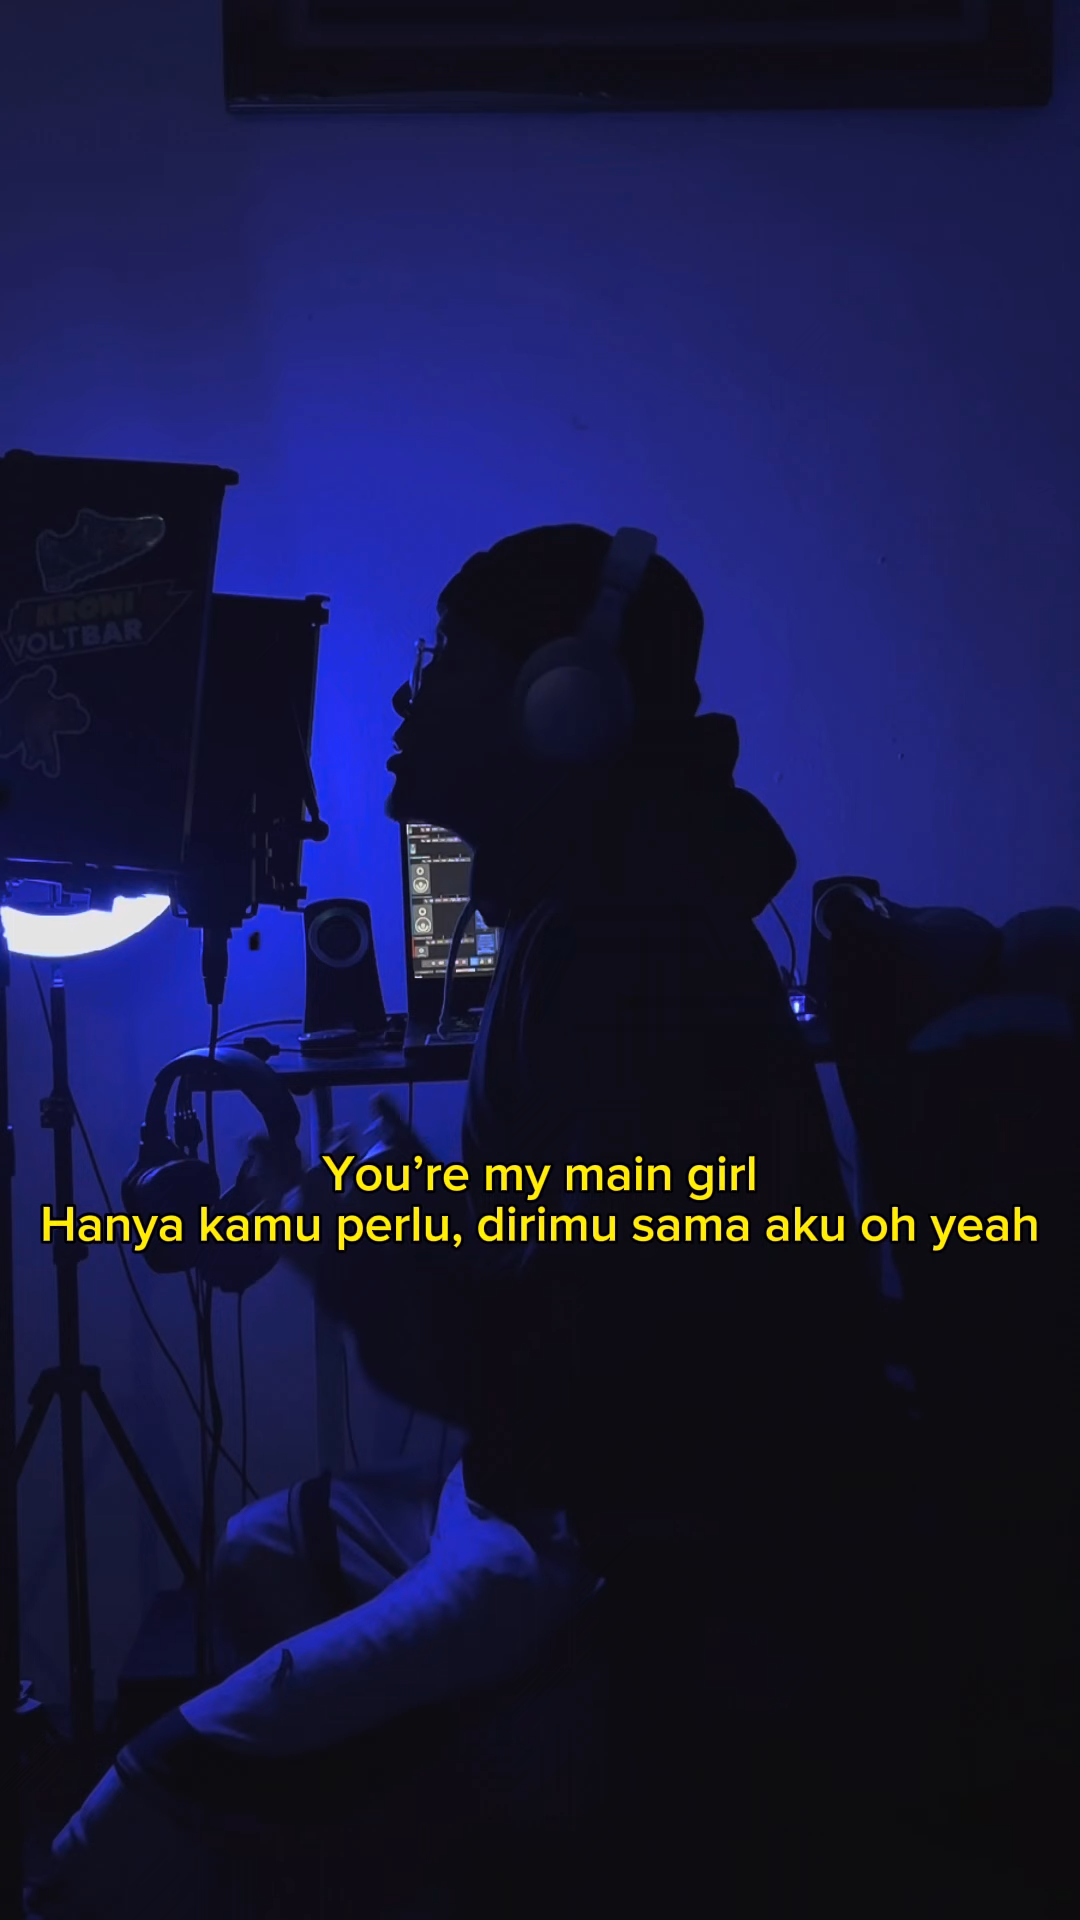 KRONI
VOLTBAR
You’re my main girl
Hanya kamu perlu, dirimu sama aku oh yeah